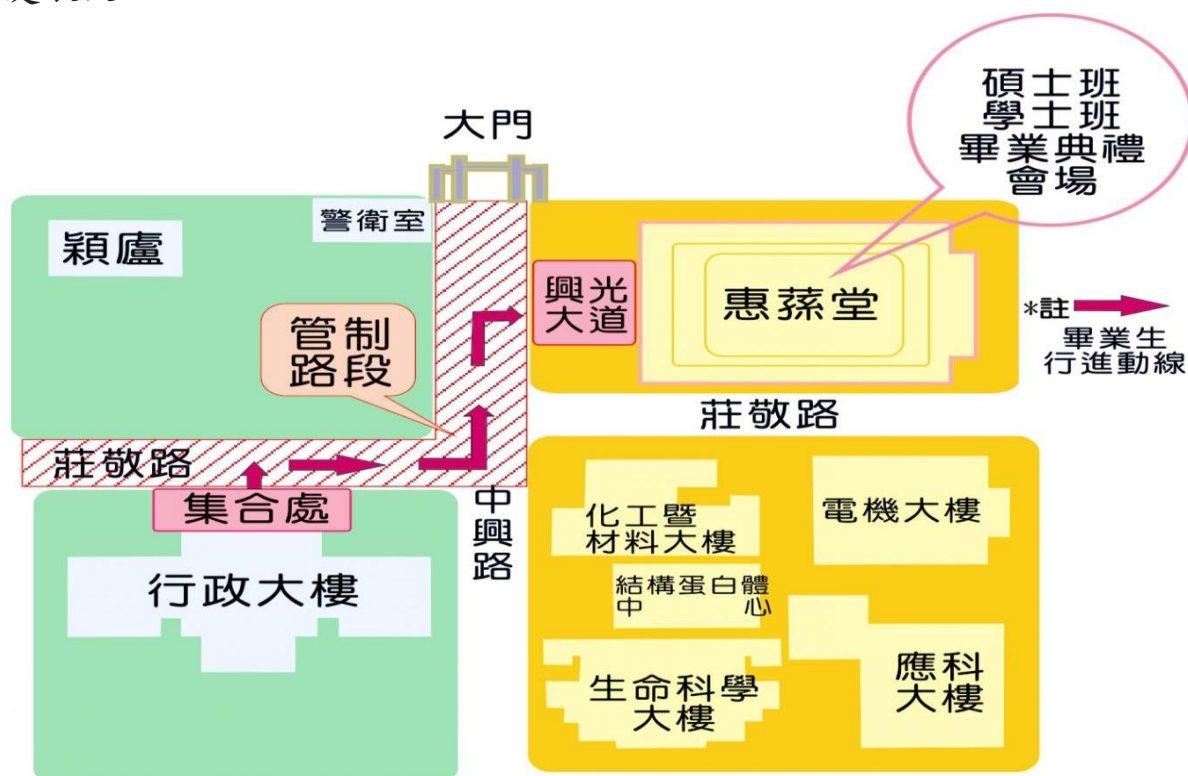 大門
碩士班
學士班
畢業典禮
會場
警衛室
穎廬
興光
大道
惠蓀堂
管制
路段
*註
畢業生
行進動線
莊敬路
莊敬路
集合處
中興路
行政大樓
化工暨
材料大樓
電機大樓
結構蛋白體
中心
生命科學
大樓
應科
大樓